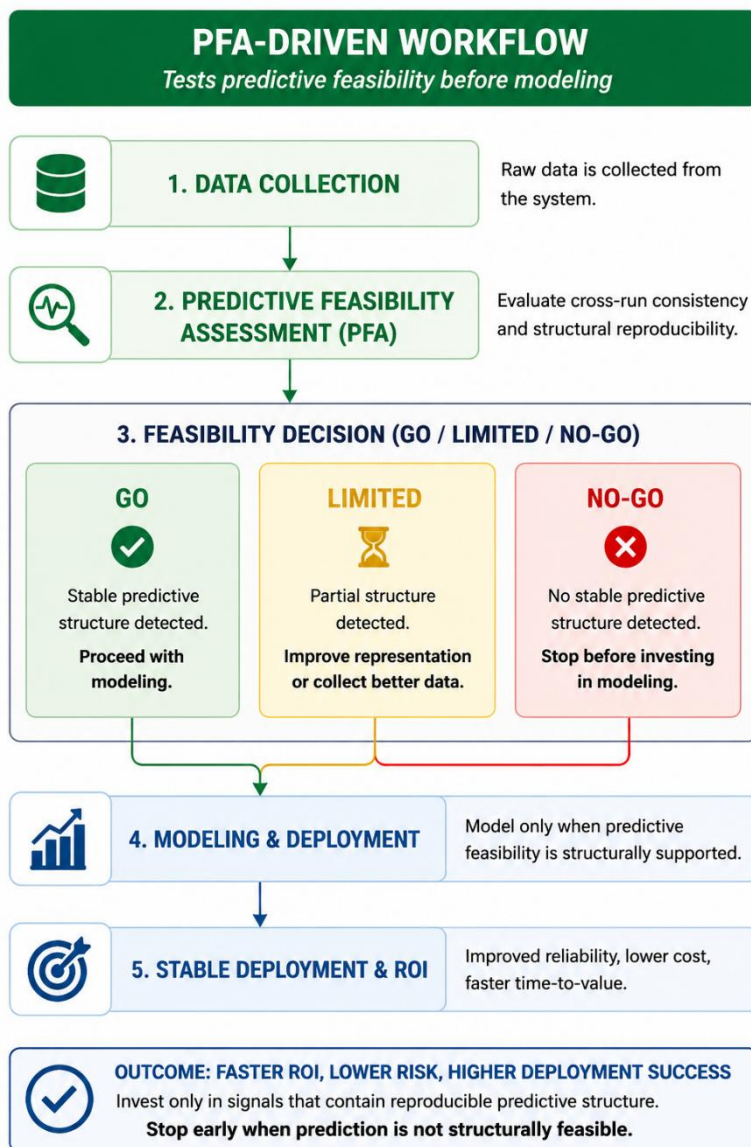 PFA-DRIVEN WORKFLOW
Tests predictive feasibility before modeling
1. DATA COLLECTION
Raw data is collected from
the system.
2. PREDICTIVE FEASIBILITY
ASSESSMENT (PFA)
Evaluate cross-run consistency
and structural reproducibility.
3. FEASIBILITY DECISION (GO / LIMITED / NO-GO)
GO
Stable predictive
structure detected.
Proceed with
modeling.
LIMITED
Partial structure
detected.
Improve representation
or collect better data.
NO-GO
No stable predictive
structure detected.
Stop before investing
in modeling.
4. MODELING & DEPLOYMENT
Model only when predictive
feasibility is structurally supported.
5. STABLE DEPLOYMENT & ROI
Improved reliability, lower cost,
faster time-to-value.
OUTCOME: FASTER ROI, LOWER RISK, HIGHER DEPLOYMENT SUCCESS
Invest only in signals that contain reproducible predictive structure.
Stop early when prediction is not structurally feasible.